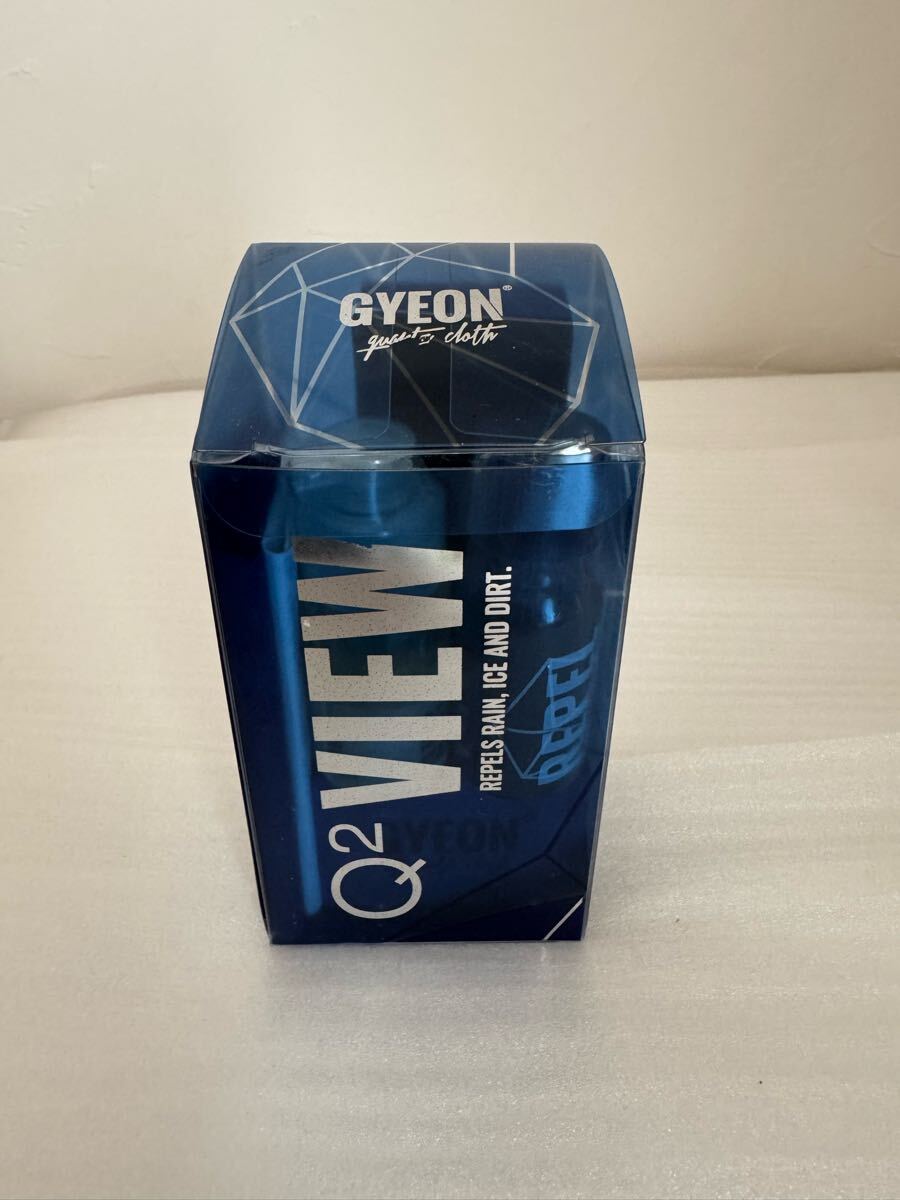 GYEON®
quartz cloth
Q² VIEW
REPELS RAIN, ICE AND DIRT.
REPEL
GYEON